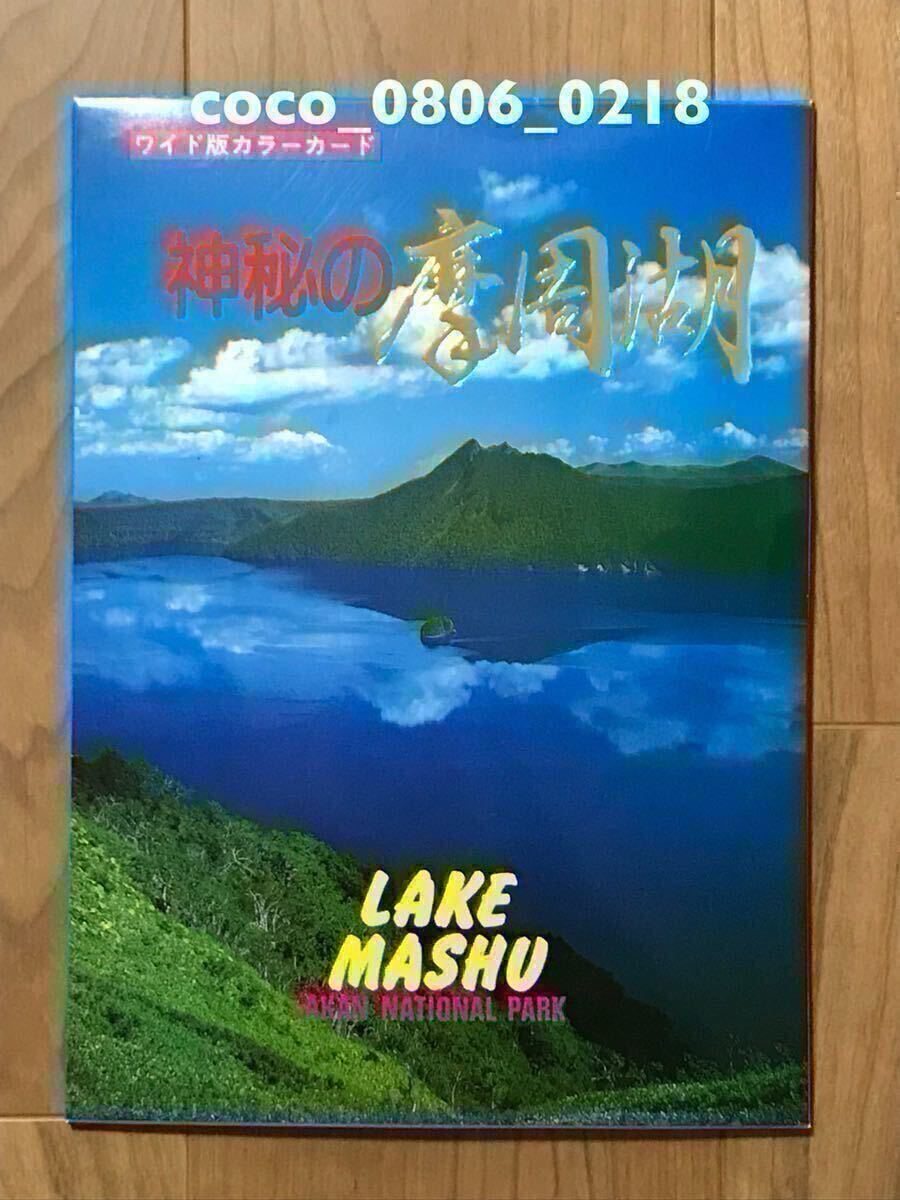 coco_0806_0218
ワイド版カラーカード
神秘の摩周湖
LAKE
MASHU
AKAN NATIONAL PARK